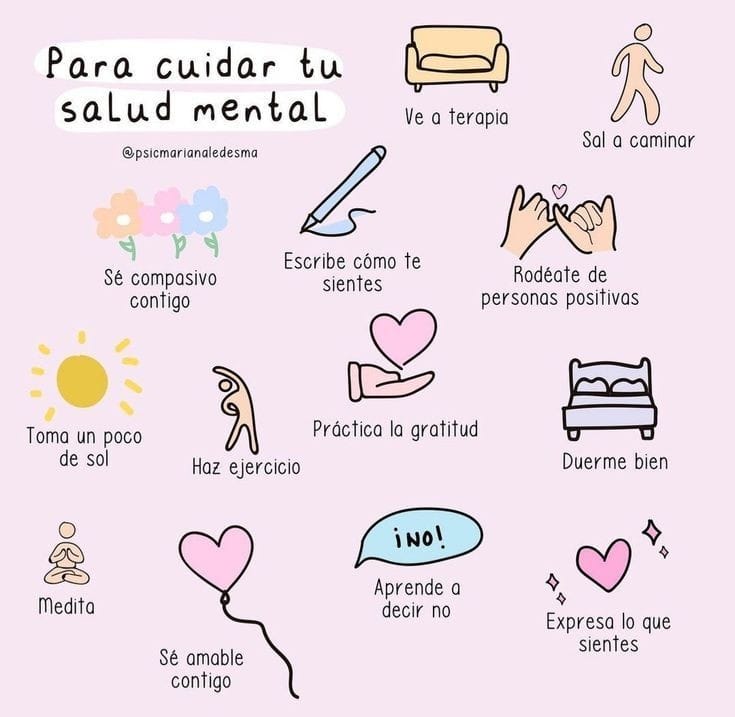 Para cuidar tu
salud mental
@psicmarianaledesma
Ve a terapia
Sal a caminar
Sé compasivo
contigo
Escribe cómo te
sientes
Rodéate de
personas positivas
Toma un poco
de sol
Haz ejercicio
Práctica la gratitud
Duerme bien
Medita
Sé amable
contigo
¡NO!
Aprende a
decir no
Expresa lo que
sientes